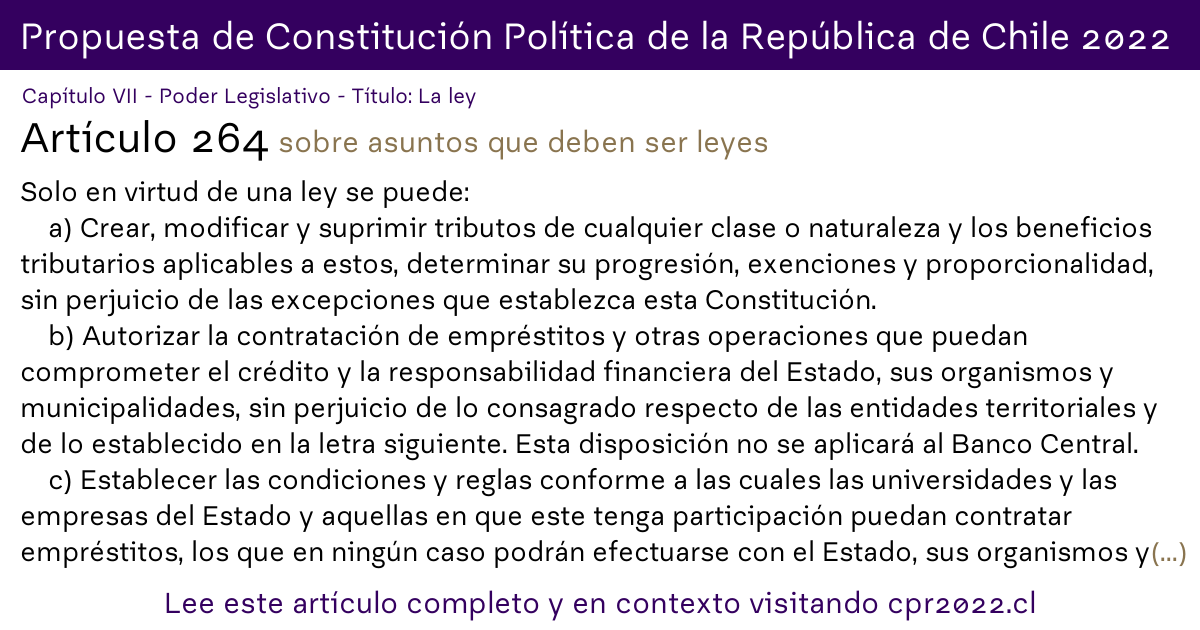 Propuesta de Constitución Política de la República de Chile 2022
Capítulo VII - Poder Legislativo - Título: La ley
Artículo 264 sobre asuntos que deben ser leyes
Solo en virtud de una ley se puede:
a) Crear, modificar y suprimir tributos de cualquier clase o naturaleza y los beneficios
tributarios aplicables a estos, determinar su progresión, exenciones y proporcionalidad,
sin perjuicio de las excepciones que establezca esta Constitución.
b) Autorizar la contratación de empréstitos y otras operaciones que puedan
comprometer el crédito y la responsabilidad financiera del Estado, sus organismos y
municipalidades, sin perjuicio de lo consagrado respecto de las entidades territoriales y
de lo establecido en la letra siguiente. Esta disposición no se aplicará al Banco Central.
c) Establecer las condiciones y reglas conforme a las cuales las universidades y las
empresas del Estado y aquellas en que este tenga participación puedan contratar
empréstitos, los que en ningún caso podrán efectuarse con el Estado, sus organismos y(...)
Lee este artículo completo y en contexto visitando cpr2022.cl